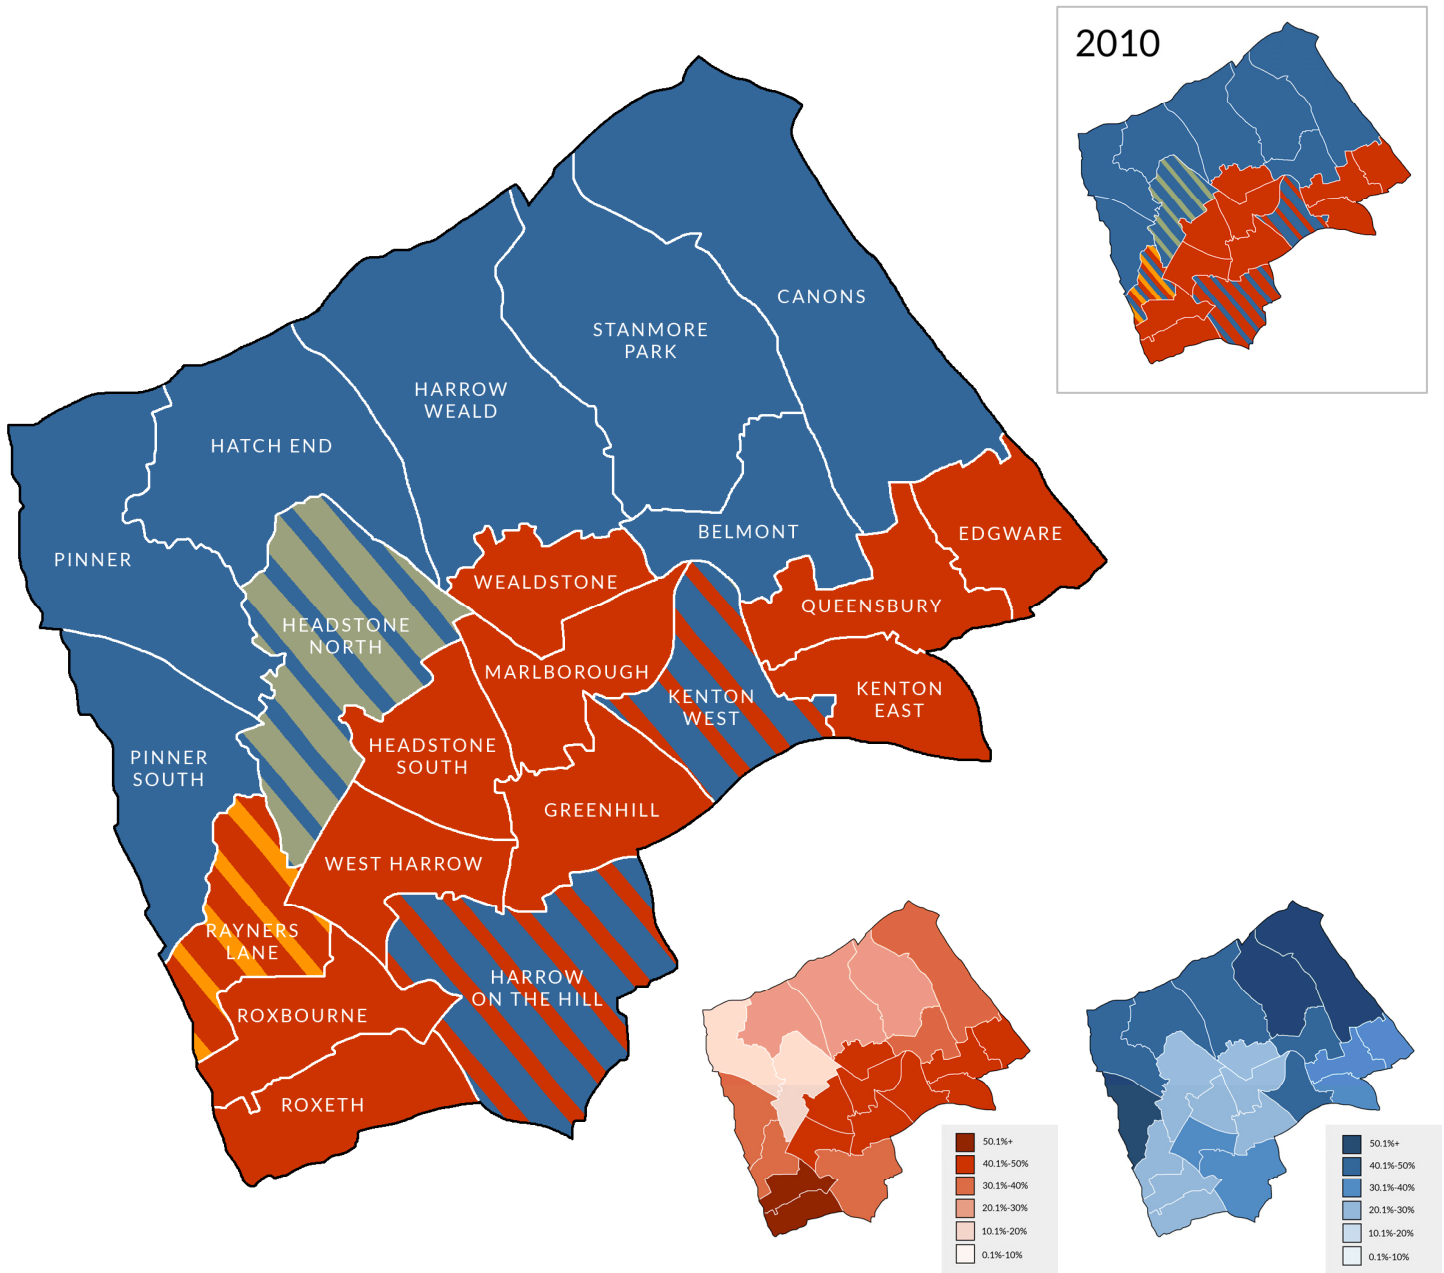 2010
CANONS
STANMORE
PARK
HARROW
WEALD
HATCH END
BELMONT
EDGWARE
PINNER
WEALDSTONE
QUEENSBURY
HEADSTONE
NORTH
MARLBOROUGH
KENTON
WEST
KENTON
EAST
HEADSTONE
SOUTH
PINNER
SOUTH
GREENHILL
WEST HARROW
RAYNERS
LANE
HARROW
ON THE HILL
ROXBOURNE
ROXETH
50.1%+
40.1%-50%
30.1%-40%
20.1%-30%
10.1%-20%
0.1%-10%
50.1%+
40.1%-50%
30.1%-40%
20.1%-30%
10.1%-20%
0.1%-10%